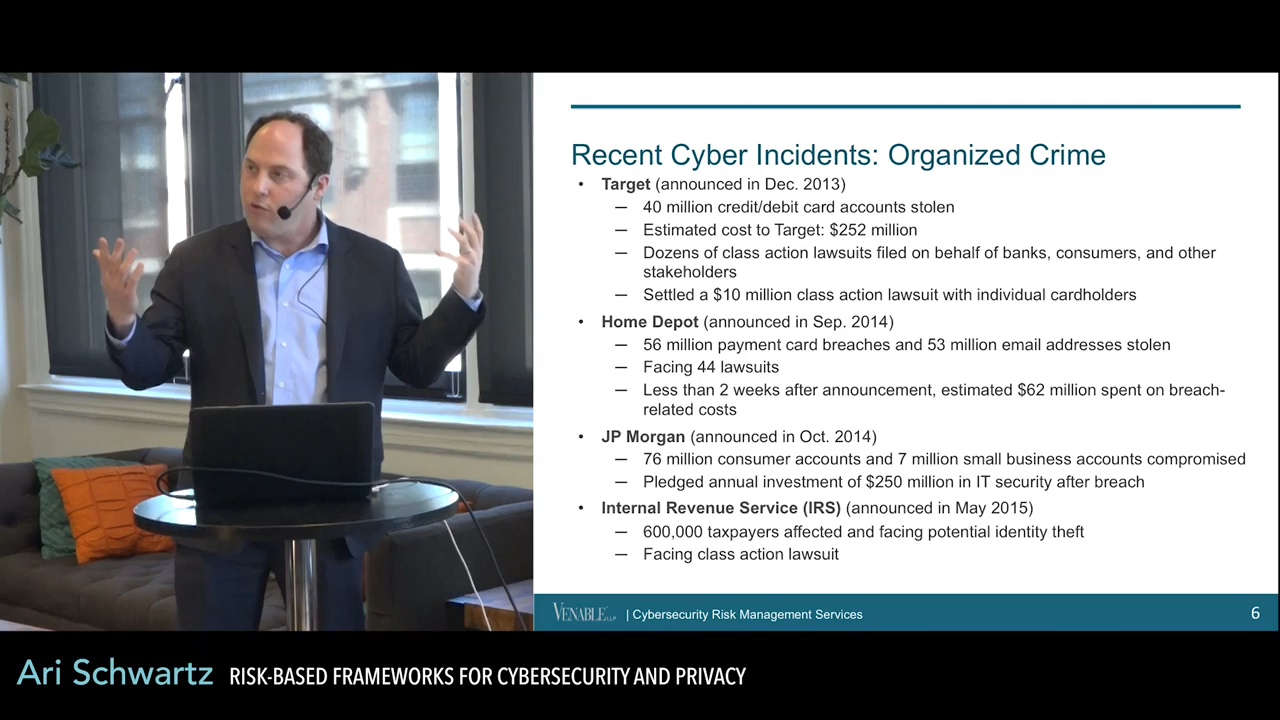 Recent Cyber Incidents: Organized Crime
• Target (announced in Dec. 2013)
— 40 million credit/debit card accounts stolen
— Estimated cost to Target: $252 million
— Dozens of class action lawsuits filed on behalf of banks, consumers, and other
stakeholders
— Settled a $10 million class action lawsuit with individual cardholders
• Home Depot (announced in Sep. 2014)
— 56 million payment card breaches and 53 million email addresses stolen
— Facing 44 lawsuits
— Less than 2 weeks after announcement, estimated $62 million spent on breach-
related costs
• JP Morgan (announced in Oct. 2014)
— 76 million consumer accounts and 7 million small business accounts compromised
— Pledged annual investment of $250 million in IT security after breach
• Internal Revenue Service (IRS) (announced in May 2015)
— 600,000 taxpayers affected and facing potential identity theft
— Facing class action lawsuit
VENABLE LLP | Cybersecurity Risk Management Services 6
Ari Schwartz RISK-BASED FRAMEWORKS FOR CYBERSECURITY AND PRIVACY